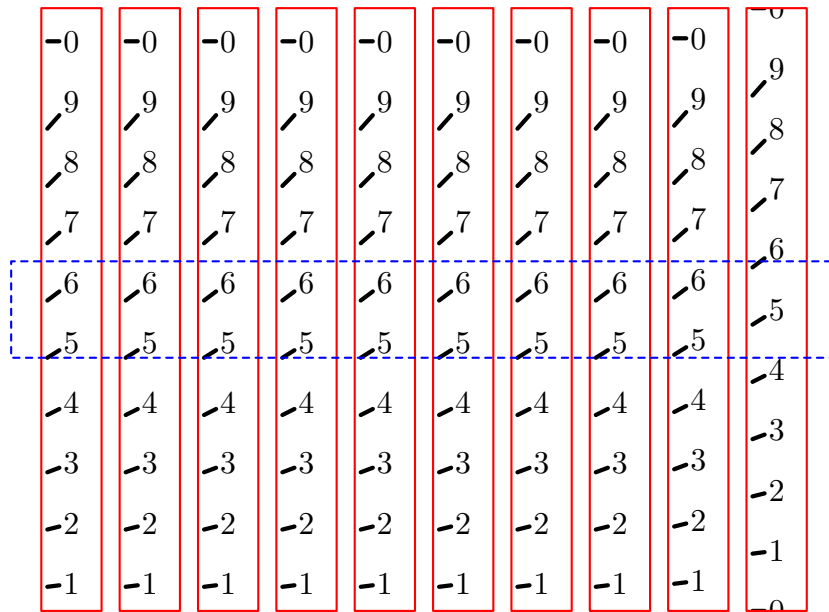 0 0 0 0 0 0 0 0 0 0
9 9 9 9 9 9 9 9 9 9
8 8 8 8 8 8 8 8 8 8
7 7 7 7 7 7 7 7 7 7
6 6 6 6 6 6 6 6 6 6
5 5 5 5 5 5 5 5 5 5
4 4 4 4 4 4 4 4 4 4
3 3 3 3 3 3 3 3 3 3
2 2 2 2 2 2 2 2 2 2
1 1 1 1 1 1 1 1 1 1
0